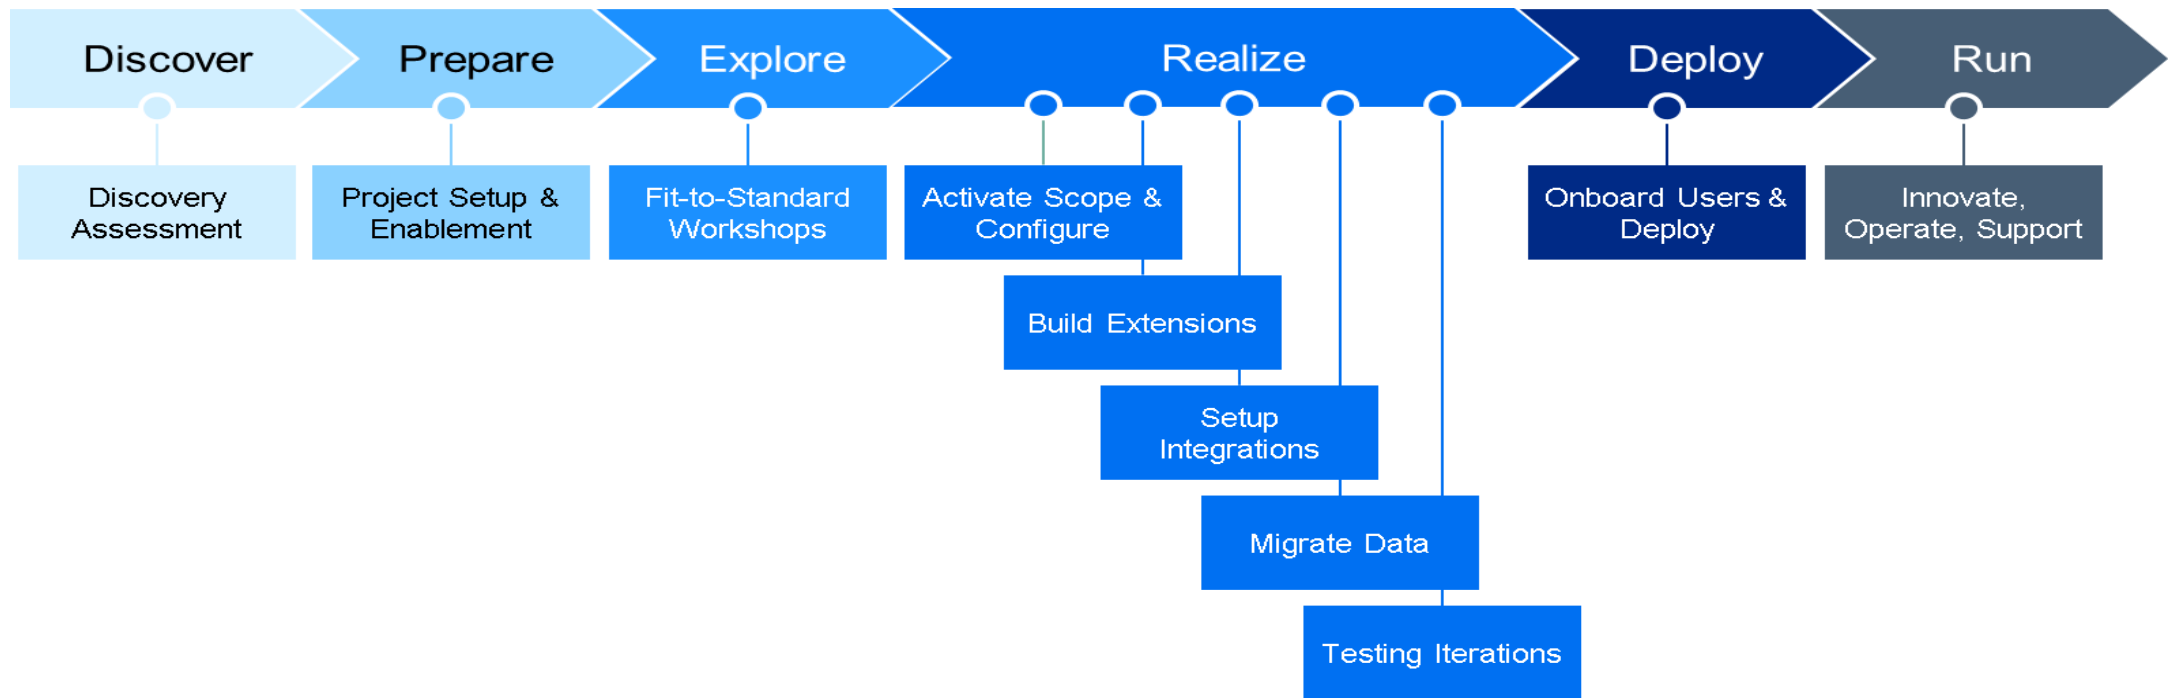 Discover
Prepare
Explore
Realize
Deploy
Run
Discovery
Assessment
Project Setup &
Enablement
Fit-to-Standard
Workshops
Activate Scope &
Configure
Onboard Users &
Deploy
Innovate,
Operate, Support
Build Extensions
Setup
Integrations
Migrate Data
Testing Iterations